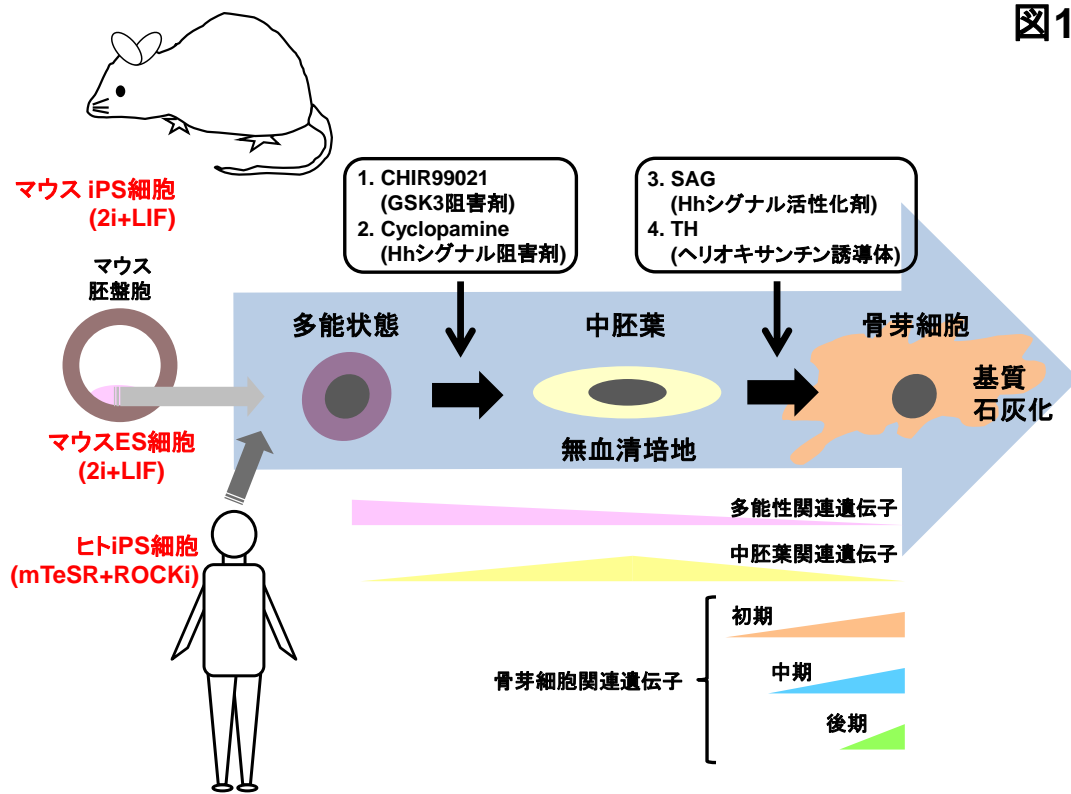 図1
マウス iPS細胞
(2i+LIF)
マウス
胚盤胞
マウスES細胞
(2i+LIF)
ヒトiPS細胞
(mTeSR+ROCKi)
1. CHIR99021
(GSK3阻害剤)
2. Cyclopamine
(Hhシグナル阻害剤)
3. SAG
(Hhシグナル活性化剤)
4. TH
(ヘリオキサンチン誘導体)
多能状態
中胚葉
骨芽細胞
基質
石灰化
無血清培地
多能性関連遺伝子
中胚葉関連遺伝子
骨芽細胞関連遺伝子
初期
中期
後期